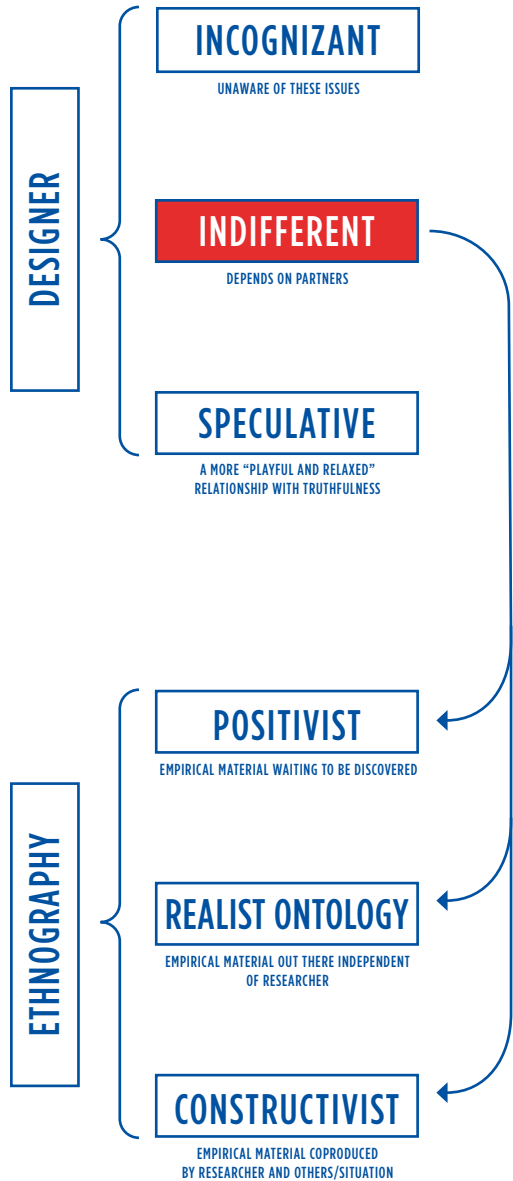 DESIGNER
INCOGNIZANT
UNAWARE OF THESE ISSUES
INDIFFERENT
DEPENDS ON PARTNERS
SPECULATIVE
A MORE “PLAYFUL AND RELAXED”
RELATIONSHIP WITH TRUTHFULNESS
ETHNOGRAPHY
POSITIVIST
EMPIRICAL MATERIAL WAITING TO BE DISCOVERED
REALIST ONTOLOGY
EMPIRICAL MATERIAL OUT THERE INDEPENDENT
OF RESEARCHER
CONSTRUCTIVIST
EMPIRICAL MATERIAL COPRODUCED
BY RESEARCHER AND OTHERS/SITUATION